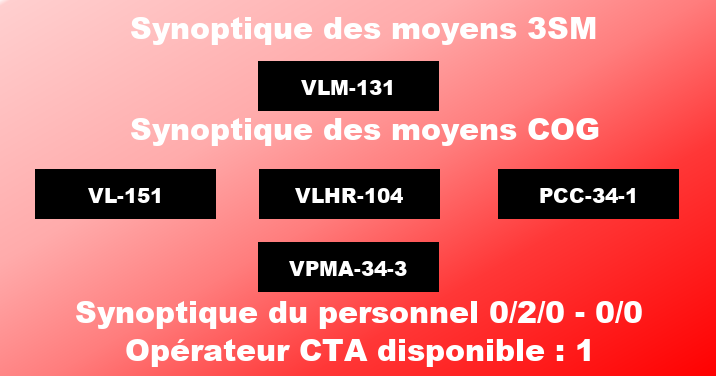 Synoptique des moyens 3SM
VLM-131
Synoptique des moyens COG
VL-151 VLHR-104 PCC-34-1
VPMA-34-3
Synoptique du personnel 0/2/0 - 0/0
Opérateur CTA disponible : 1